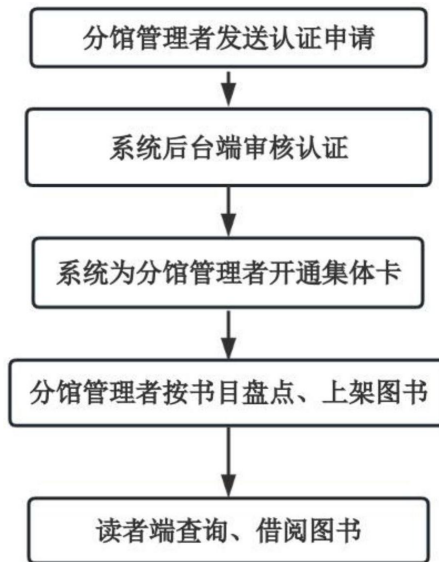 分馆管理者发送认证申请
系统后台端审核认证
系统为分馆管理者开通集体卡
分馆管理者按书目盘点、上架图书
读者端查询、借阅图书